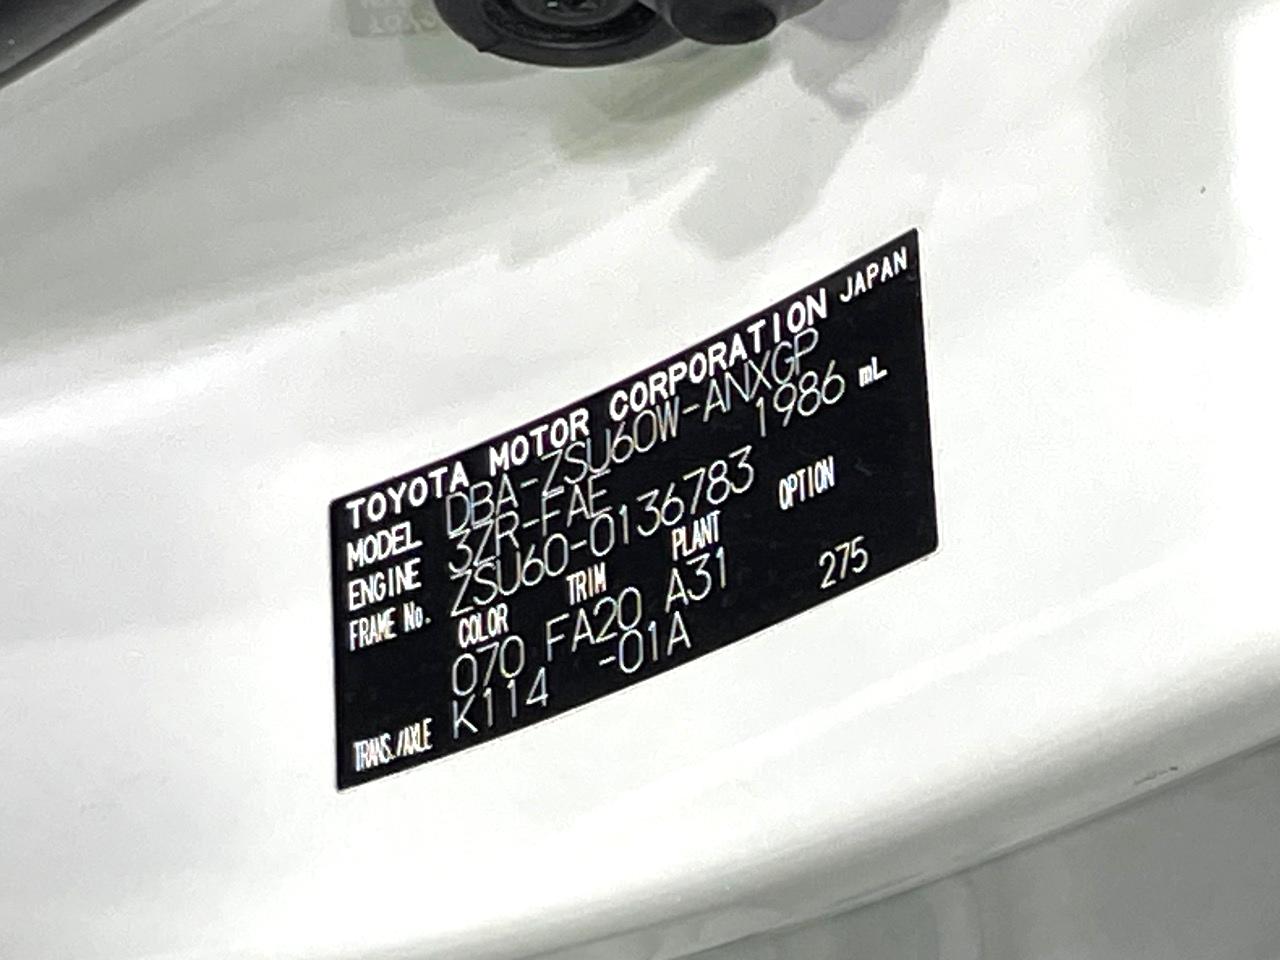 TOYOTA MOTOR CORPORATION JAPAN
MODEL DBA-ZSU60W-ANXGP
ENGINE 3ZR-FAE 1986 mL
FRAME No. ZSU60-0136783
COLOR TRIM PLANT OPTION
070 FA20 A31 275
TRANS./AXLE K114 -01A